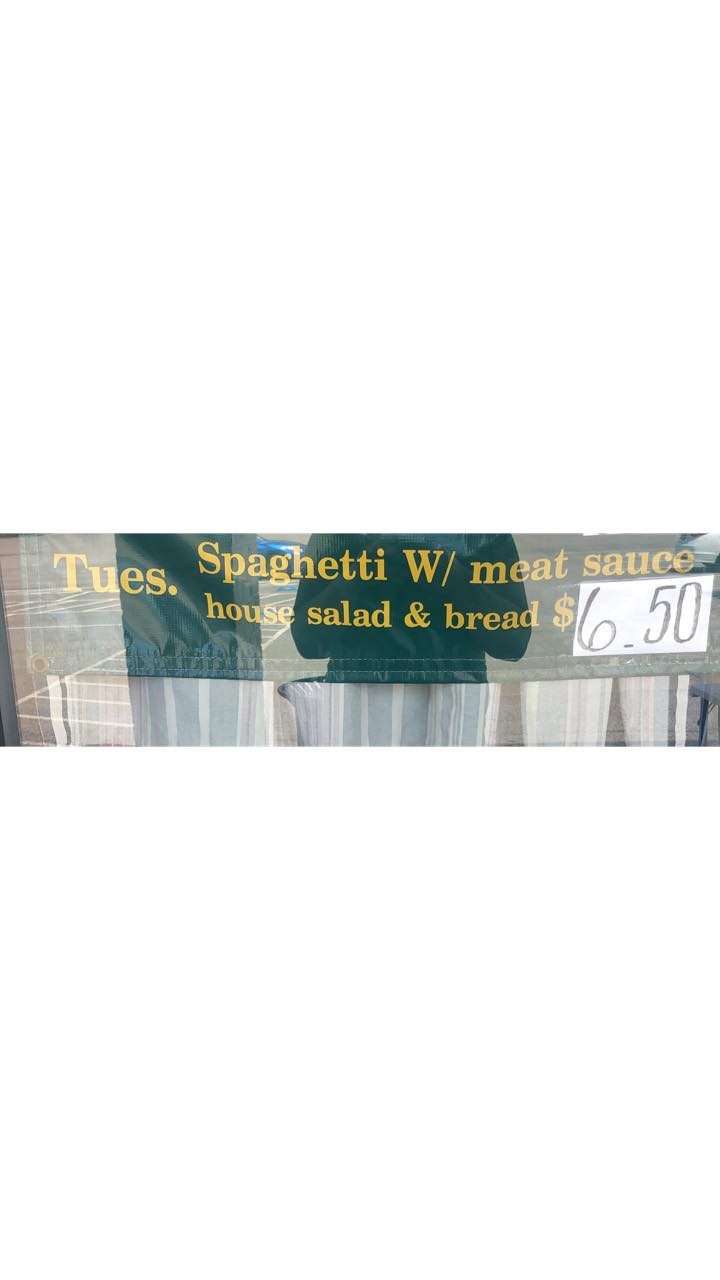 Tues. Spaghetti W/ meat sauce
house salad & bread $6.50